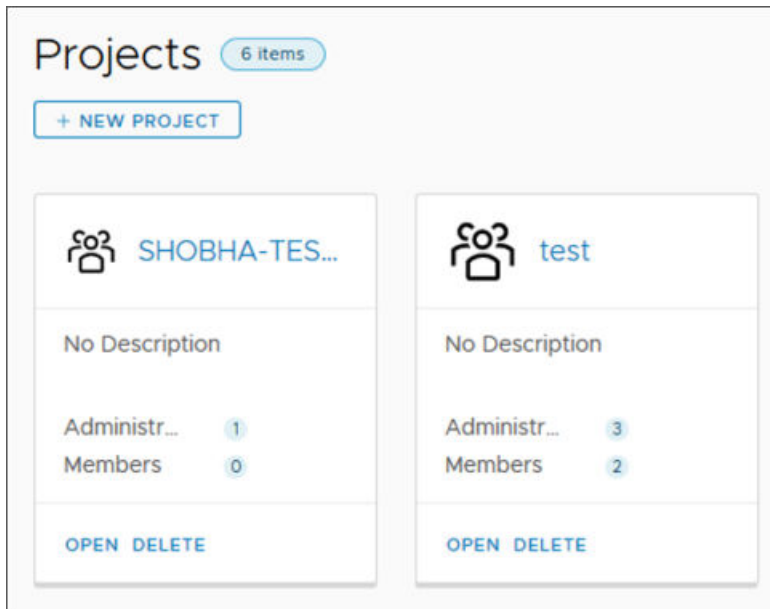 Projects 6 items
+ NEW PROJECT
SHOBHA-TES...
No Description
Administr... 1
Members 0
OPEN DELETE
test
No Description
Administr... 3
Members 2
OPEN DELETE